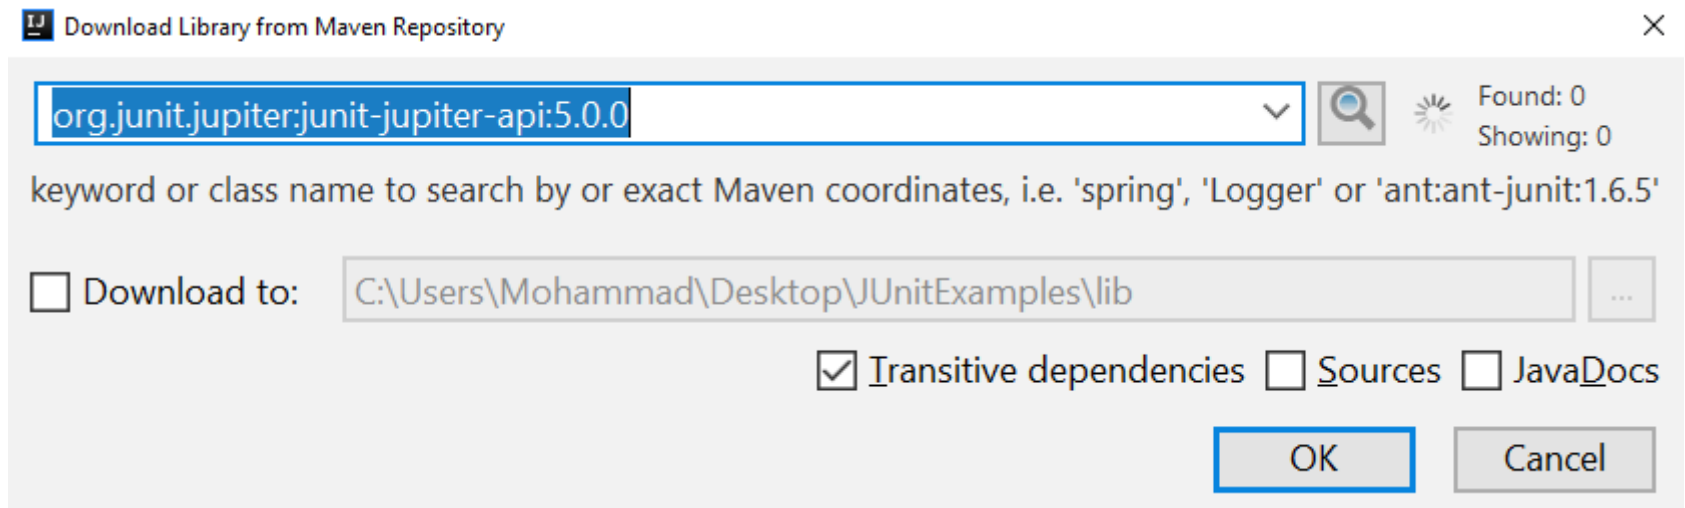 IJ Download Library from Maven Repository
org.junit.jupiter:junit-jupiter-api:5.0.0
Found: 0
Showing: 0
keyword or class name to search by or exact Maven coordinates, i.e. 'spring', 'Logger' or 'ant:ant-junit:1.6.5'
Download to: C:\Users\Mohammad\Desktop\JUnitExamples\lib ...
Transitive dependencies Sources JavaDocs
OK Cancel